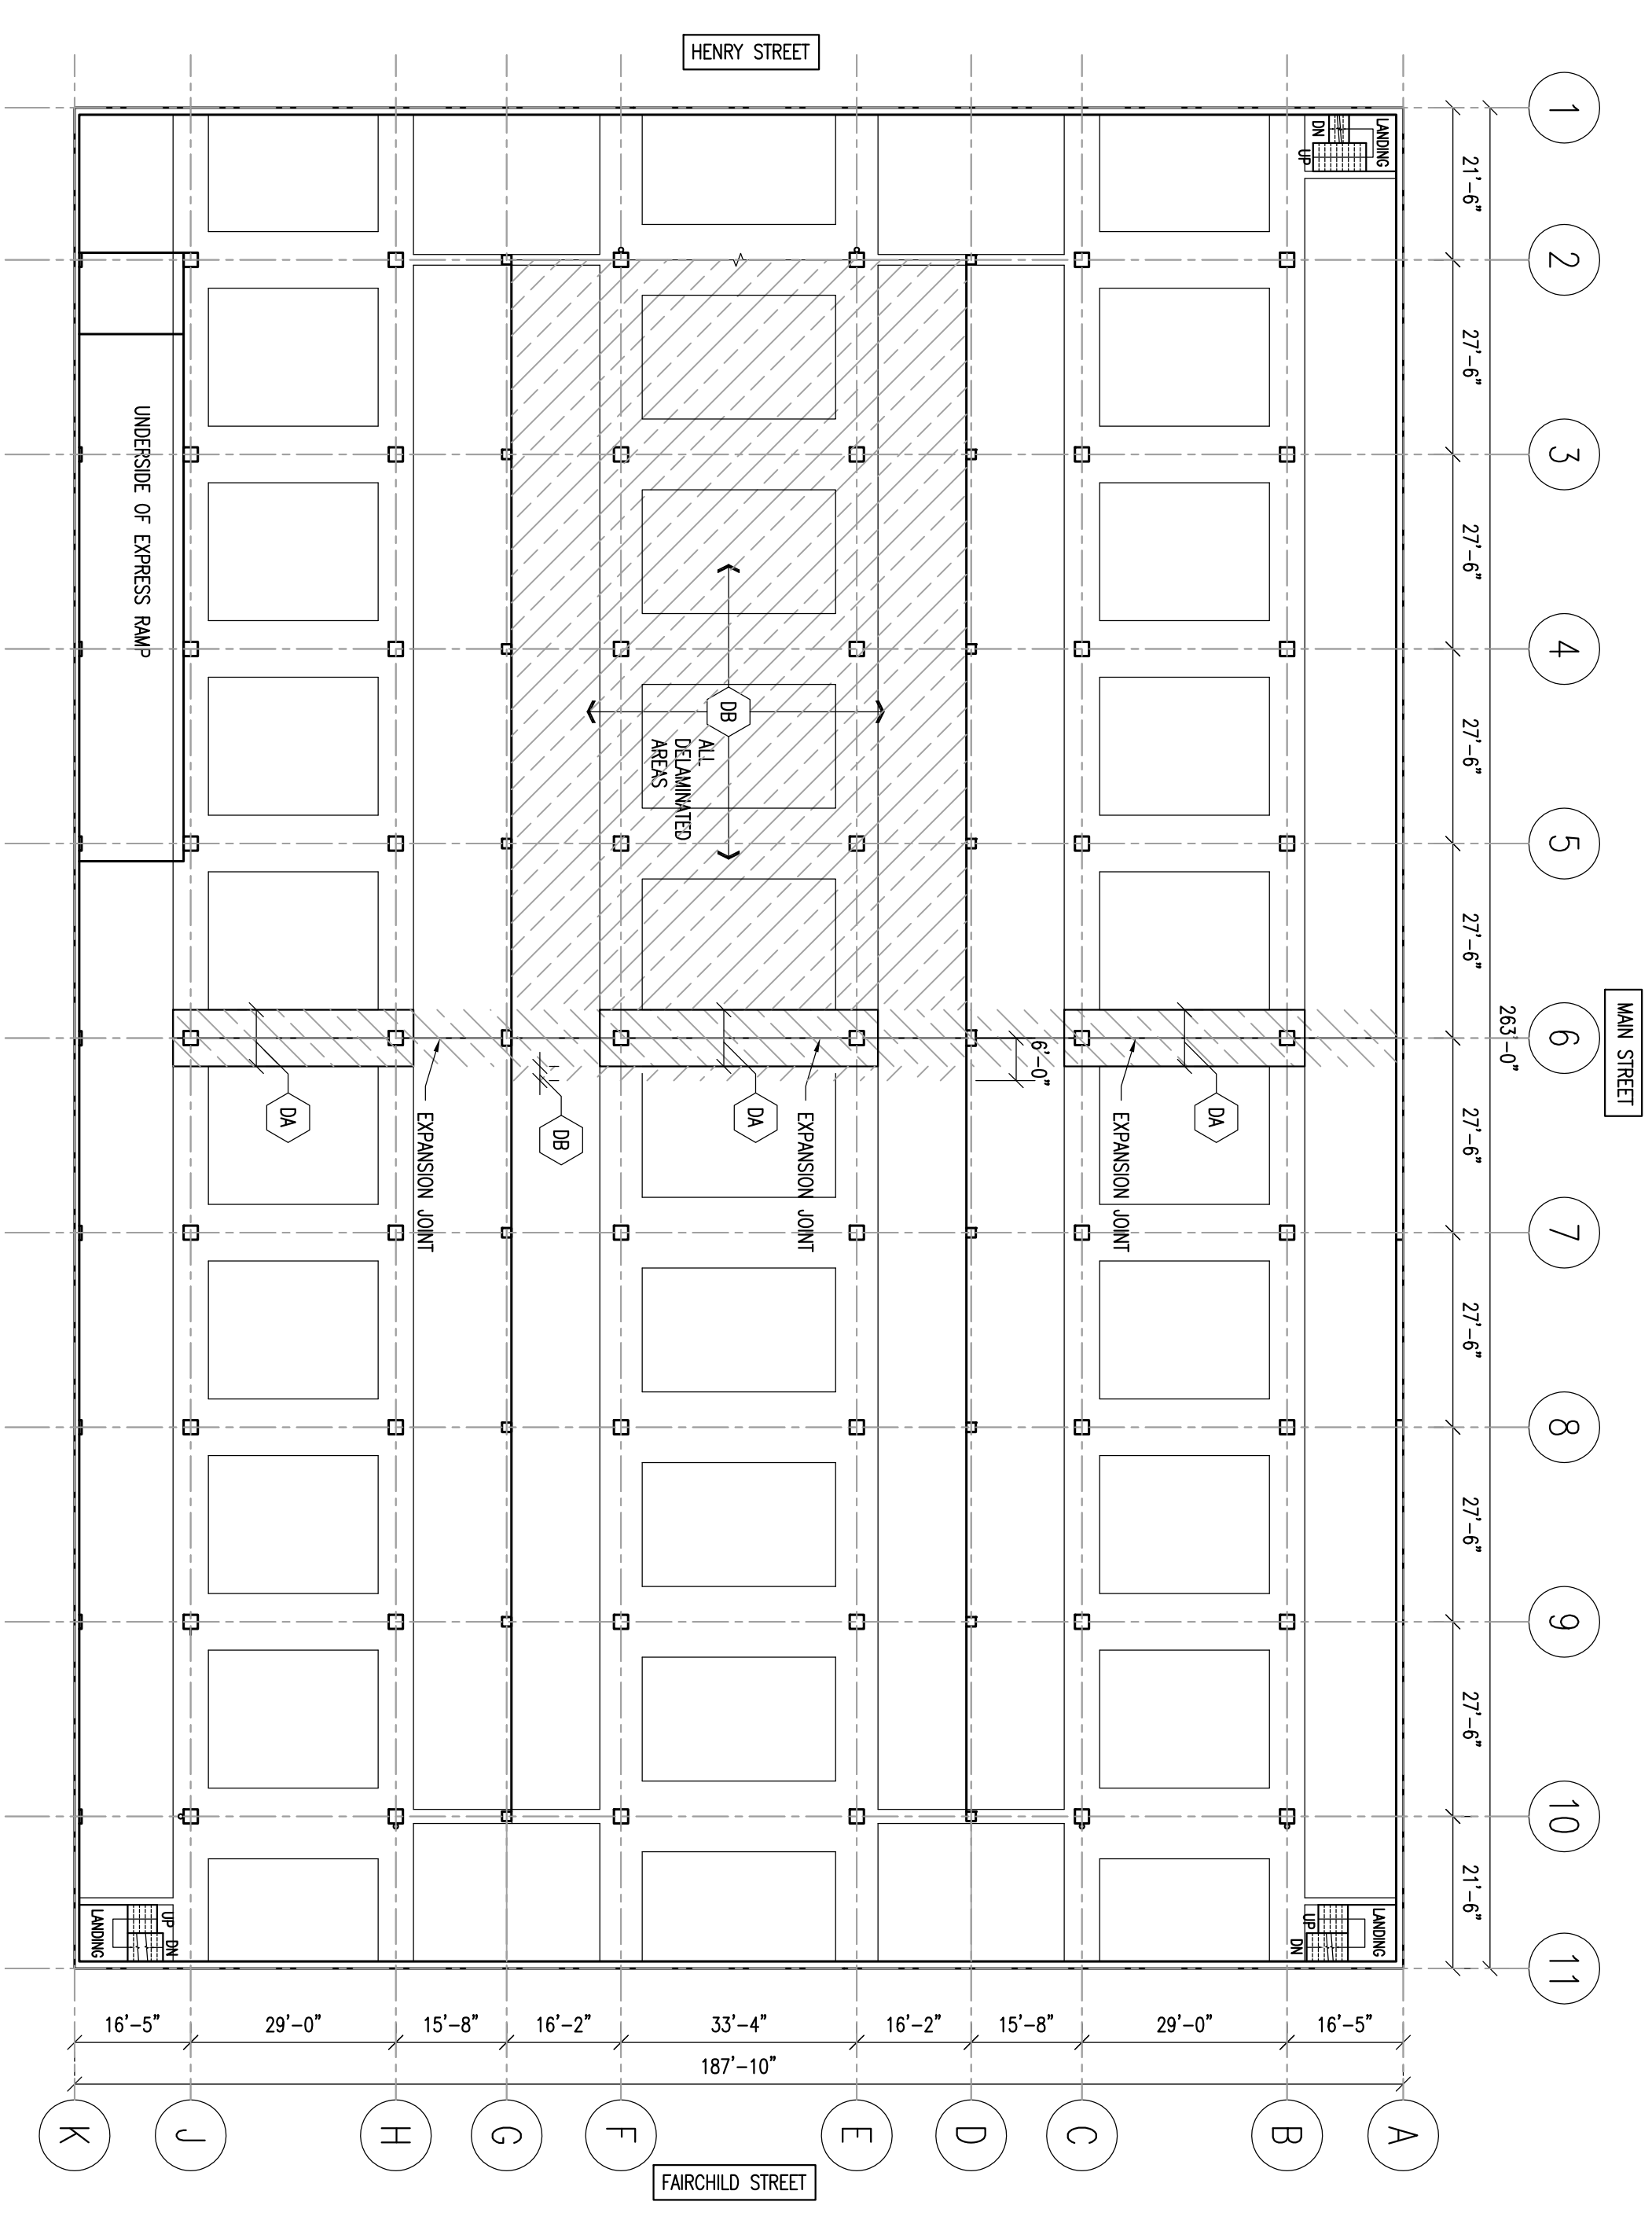 HENRY STREET
1
2
3
4
5
6
7
8
9
10
11
MAIN STREET
21'-6"
27'-6"
27'-6"
27'-6"
27'-6"
27'-6"
27'-6"
27'-6"
27'-6"
21'-6"
263'-0"
LANDING
DN
UP
UNDERSIDE OF EXPRESS RAMP
DB
ALL
DELAMINATED
AREAS
6'-0"
DA
EXPANSION JOINT
DB
DA
EXPANSION JOINT
DA
EXPANSION JOINT
UP
DN
LANDING
LANDING
UP
DN
16'-5"
29'-0"
15'-8"
16'-2"
33'-4"
16'-2"
15'-8"
29'-0"
16'-5"
187'-10"
K
J
H
G
F
E
D
C
B
A
FAIRCHILD STREET